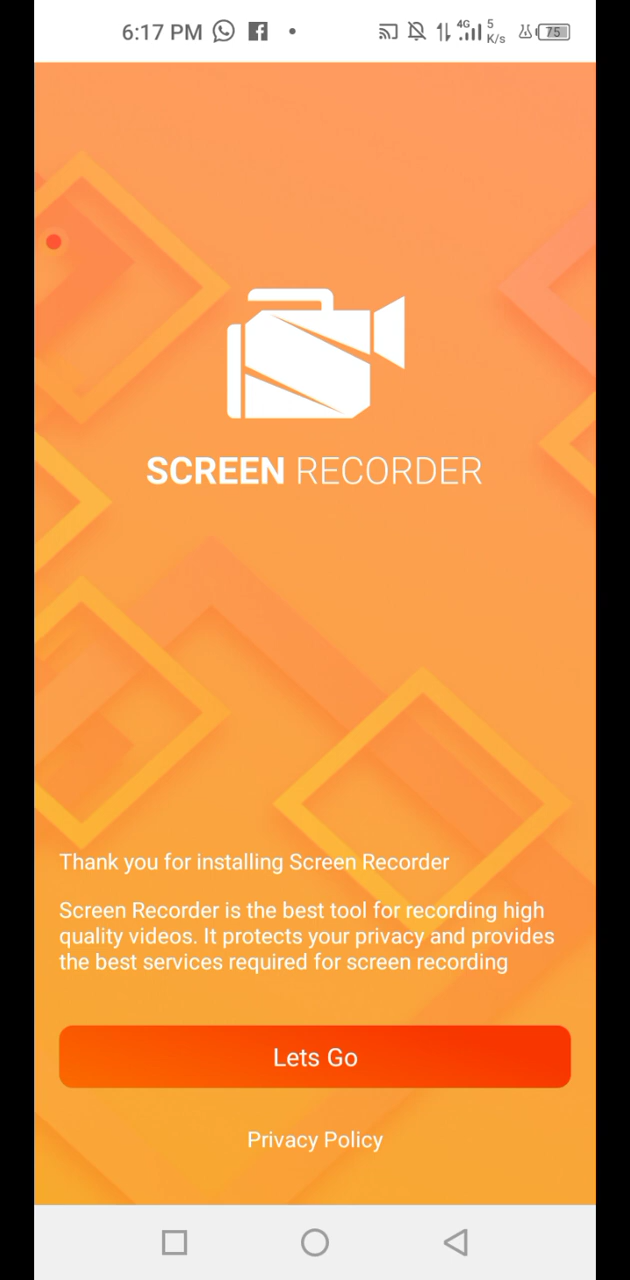 6:17 PM 4G 5 K/s 75
SCREEN RECORDER
Thank you for installing Screen Recorder
Screen Recorder is the best tool for recording high
quality videos. It protects your privacy and provides
the best services required for screen recording
Lets Go
Privacy Policy